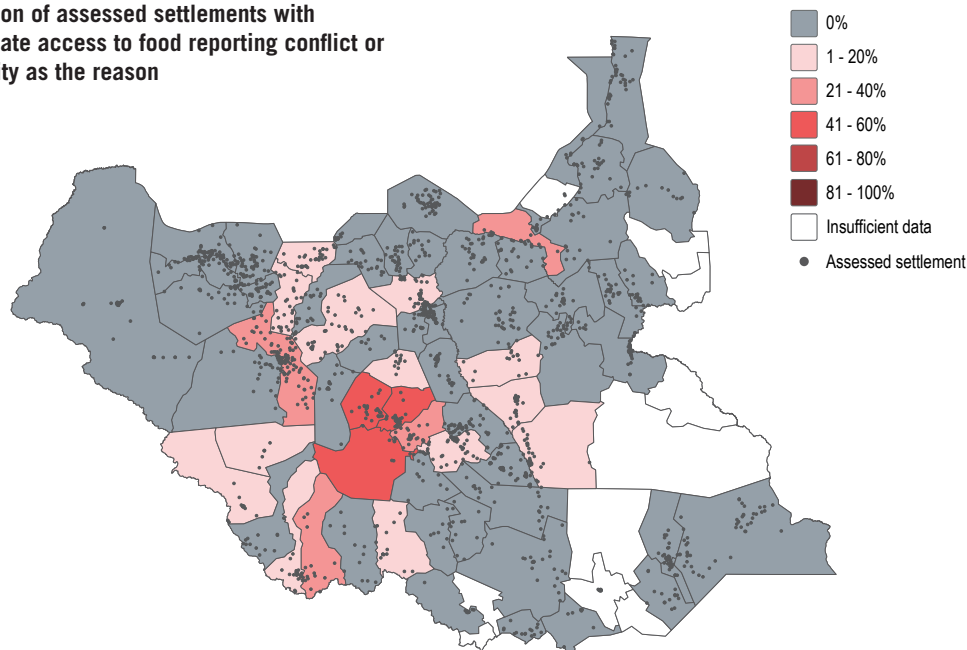 on of assessed settlements with
ate access to food reporting conflict or
ty as the reason
0%
1 - 20%
21 - 40%
41 - 60%
61 - 80%
81 - 100%
Insufficient data
Assessed settlement